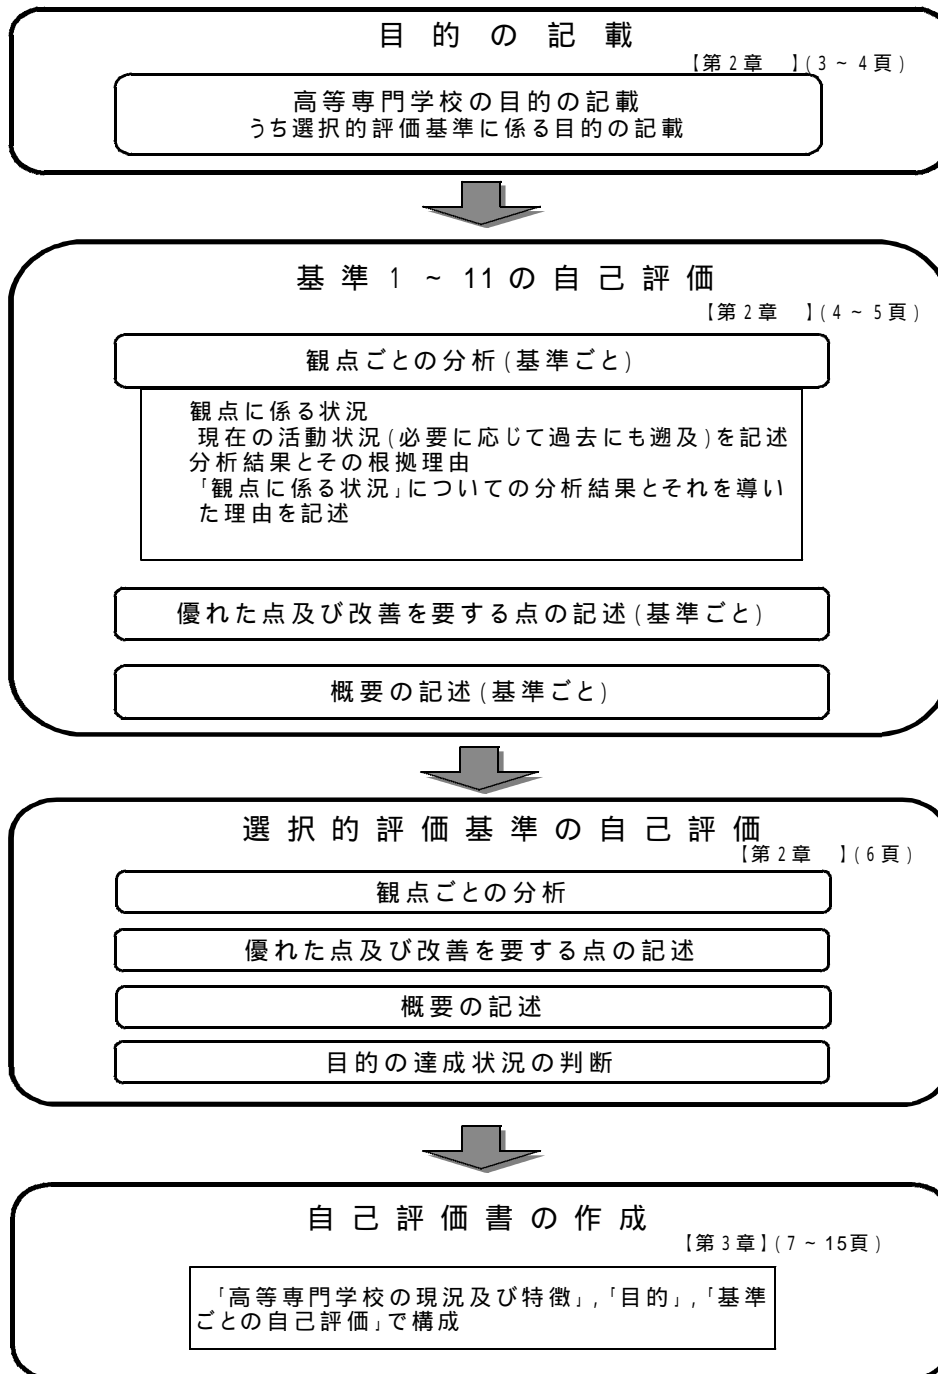 目的の記載
【第2章　】(3~4頁)
高等専門学校の目的の記載
うち選択的評価基準に係る目的の記載
基準1~11の自己評価
【第2章　】(4~5頁)
観点ごとの分析(基準ごと)
観点に係る状況
現在の活動状況(必要に応じて過去にも遡及)を記述
分析結果とその根拠理由
「観点に係る状況」についての分析結果とそれを導い
た理由を記述
優れた点及び改善を要する点の記述(基準ごと)
概要の記述(基準ごと)
選択的評価基準の自己評価
【第2章　】(6頁)
観点ごとの分析
優れた点及び改善を要する点の記述
概要の記述
目的の達成状況の判断
自己評価書の作成
【第3章】(7~15頁)
「高等専門学校の現況及び特徴」,「目的」,「基準
ごとの自己評価」で構成